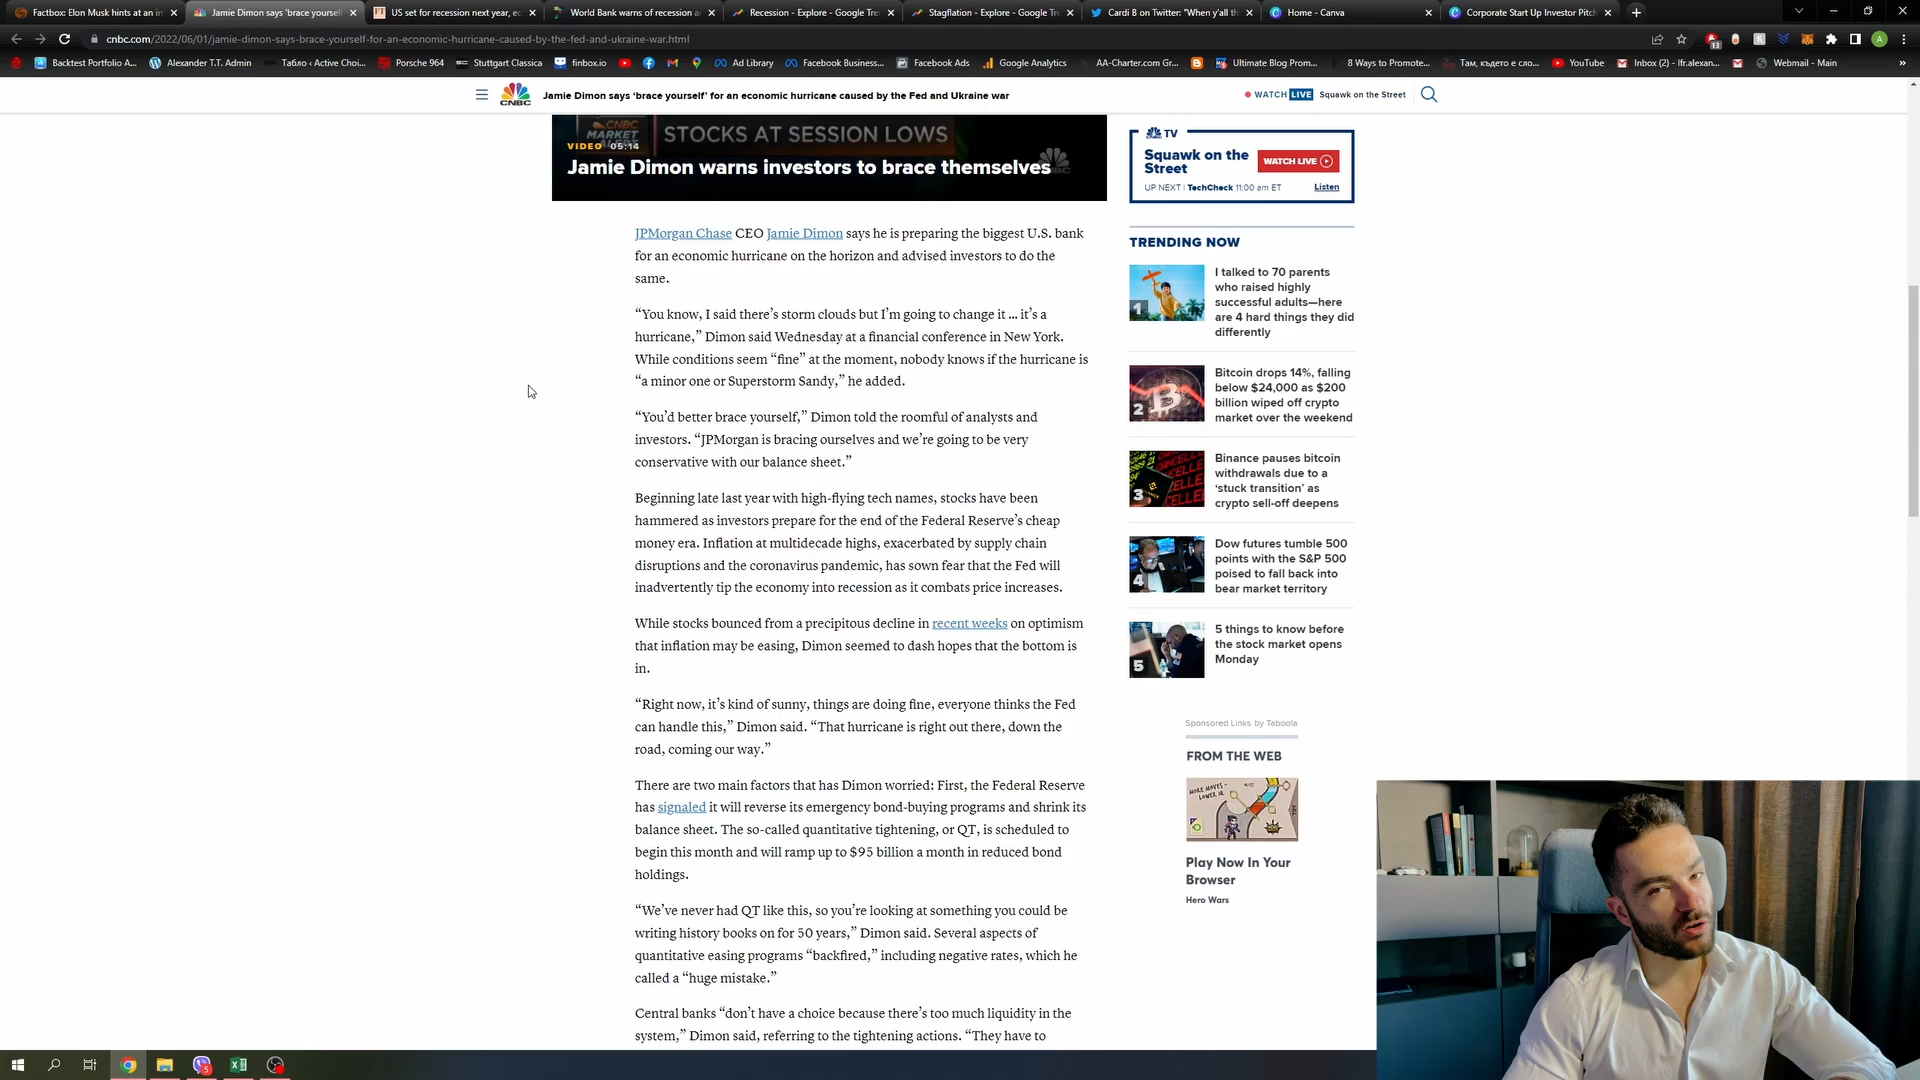 Factbox: Elon Musk hints at an im
Jamie Dimon says 'brace yourself
US set for recession next year, ec
World Bank warns of recession a
Recession - Explore - Google Tre
Stagflation - Explore - Google Tr
Cardi B on Twitter: "When y'all th
Home - Canva
Corporate Start Up Investor Pitch
cnbc.com/2022/06/01/jamie-dimon-says-brace-yourself-for-an-economic-hurricane-caused-by-the-fed-and-ukraine-war.html
13
A
Backtest Portfolio A...
Alexander T.T. Admin
Табло ‹ Active Choi...
Porsche 964
Stuttgart Classica
finbox.io
Ad Library
Facebook Business...
Facebook Ads
Google Analytics
AA-Charter.com Gr...
Ultimate Blog Prom...
8 Ways to Promote...
Там, където е сло...
YouTube
Inbox (2) - lfr.alexan...
Webmail - Main
CNBC
Jamie Dimon says ‘brace yourself’ for an economic hurricane caused by the Fed and Ukraine war
WATCH LIVE
Squawk on the Street
CNBC
MARKET
ALERT
STOCKS AT SESSION LOWS
VIDEO 05:14
Jamie Dimon warns investors to brace themselves
JPMorgan Chase CEO Jamie Dimon says he is preparing the biggest U.S. bank
for an economic hurricane on the horizon and advised investors to do the
same.
“You know, I said there’s storm clouds but I’m going to change it … it’s a
hurricane,” Dimon said Wednesday at a financial conference in New York.
While conditions seem “fine” at the moment, nobody knows if the hurricane is
“a minor one or Superstorm Sandy,” he added.
“You’d better brace yourself,” Dimon told the roomful of analysts and
investors. “JPMorgan is bracing ourselves and we’re going to be very
conservative with our balance sheet.”
Beginning late last year with high-flying tech names, stocks have been
hammered as investors prepare for the end of the Federal Reserve’s cheap
money era. Inflation at multidecade highs, exacerbated by supply chain
disruptions and the coronavirus pandemic, has sown fear that the Fed will
inadvertently tip the economy into recession as it combats price increases.
While stocks bounced from a precipitous decline in recent weeks on optimism
that inflation may be easing, Dimon seemed to dash hopes that the bottom is
in.
“Right now, it’s kind of sunny, things are doing fine, everyone thinks the Fed
can handle this,” Dimon said. “That hurricane is right out there, down the
road, coming our way.”
There are two main factors that has Dimon worried: First, the Federal Reserve
has signaled it will reverse its emergency bond-buying programs and shrink its
balance sheet. The so-called quantitative tightening, or QT, is scheduled to
begin this month and will ramp up to $95 billion a month in reduced bond
holdings.
“We’ve never had QT like this, so you’re looking at something you could be
writing history books on for 50 years,” Dimon said. Several aspects of
quantitative easing programs “backfired,” including negative rates, which he
called a “huge mistake.”
Central banks “don’t have a choice because there’s too much liquidity in the
system,” Dimon said, referring to the tightening actions. “They have to
TV
Squawk on the
Street
WATCH LIVE
UP NEXT | TechCheck 11:00 am ET
Listen
TRENDING NOW
1
I talked to 70 parents
who raised highly
successful adults—here
are 4 hard things they did
differently
2
Bitcoin drops 14%, falling
below $24,000 as $200
billion wiped off crypto
market over the weekend
3
Binance pauses bitcoin
withdrawals due to a
‘stuck transition’ as
crypto sell-off deepens
4
Dow futures tumble 500
points with the S&P 500
poised to fall back into
bear market territory
5
5 things to know before
the stock market opens
Monday
Sponsored Links by Taboola
FROM THE WEB
MORE MOVES -
LOWER IQ
Play Now In Your
Browser
Hero Wars
5